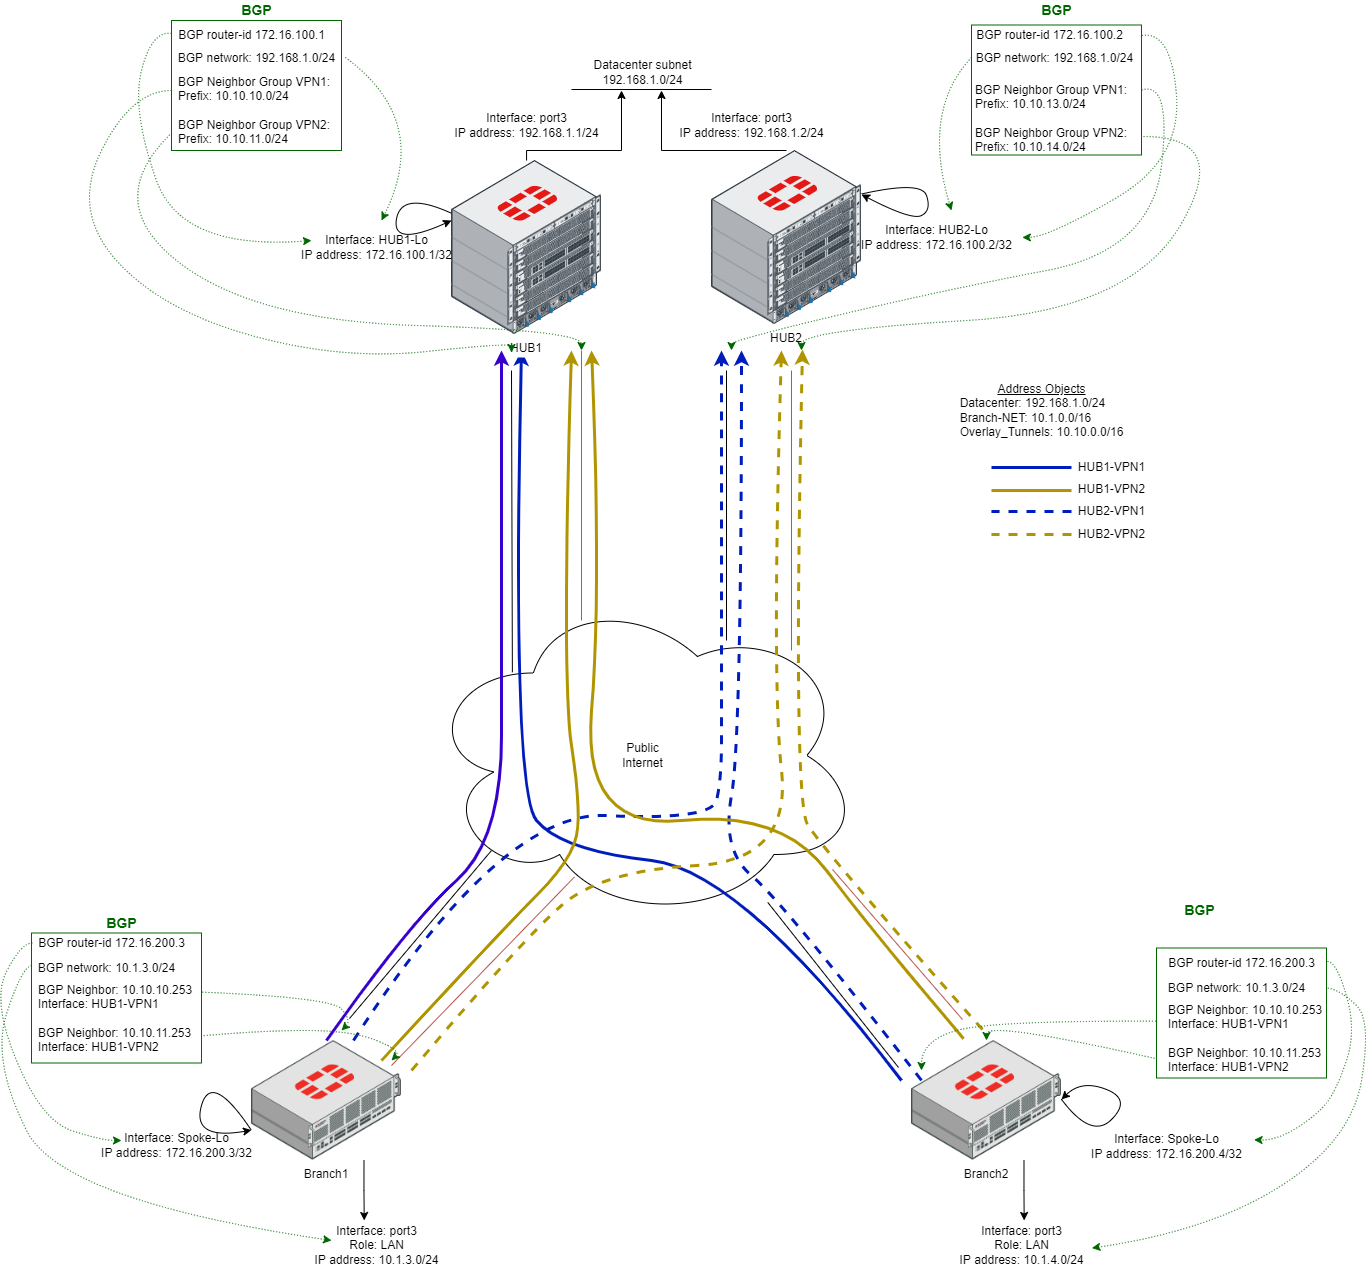 BGP
BGP router-id 172.16.100.1
BGP network: 192.168.1.0/24
BGP Neighbor Group VPN1:
Prefix: 10.10.10.0/24
BGP Neighbor Group VPN2:
Prefix: 10.10.11.0/24
Datacenter subnet
192.168.1.0/24
Interface: port3
IP address: 192.168.1.1/24
Interface: port3
IP address: 192.168.1.2/24
BGP
BGP router-id 172.16.100.2
BGP network: 192.168.1.0/24
BGP Neighbor Group VPN1:
Prefix: 10.10.13.0/24
BGP Neighbor Group VPN2:
Prefix: 10.10.14.0/24
Interface: HUB1-Lo
IP address: 172.16.100.1/32
Interface: HUB2-Lo
IP address: 172.16.100.2/32
HUB1
HUB2
Address Objects
Datacenter: 192.168.1.0/24
Branch-NET: 10.1.0.0/16
Overlay_Tunnels: 10.10.0.0/16
HUB1-VPN1
HUB1-VPN2
HUB2-VPN1
HUB2-VPN2
Public
Internet
BGP
BGP router-id 172.16.200.3
BGP network: 10.1.3.0/24
BGP Neighbor: 10.10.10.253
Interface: HUB1-VPN1
BGP Neighbor: 10.10.11.253
Interface: HUB1-VPN2
BGP
BGP router-id 172.16.200.3
BGP network: 10.1.3.0/24
BGP Neighbor: 10.10.10.253
Interface: HUB1-VPN1
BGP Neighbor: 10.10.11.253
Interface: HUB1-VPN2
Interface: Spoke-Lo
IP address: 172.16.200.3/32
Branch1
Interface: port3
Role: LAN
IP address: 10.1.3.0/24
Interface: Spoke-Lo
IP address: 172.16.200.4/32
Branch2
Interface: port3
Role: LAN
IP address: 10.1.4.0/24